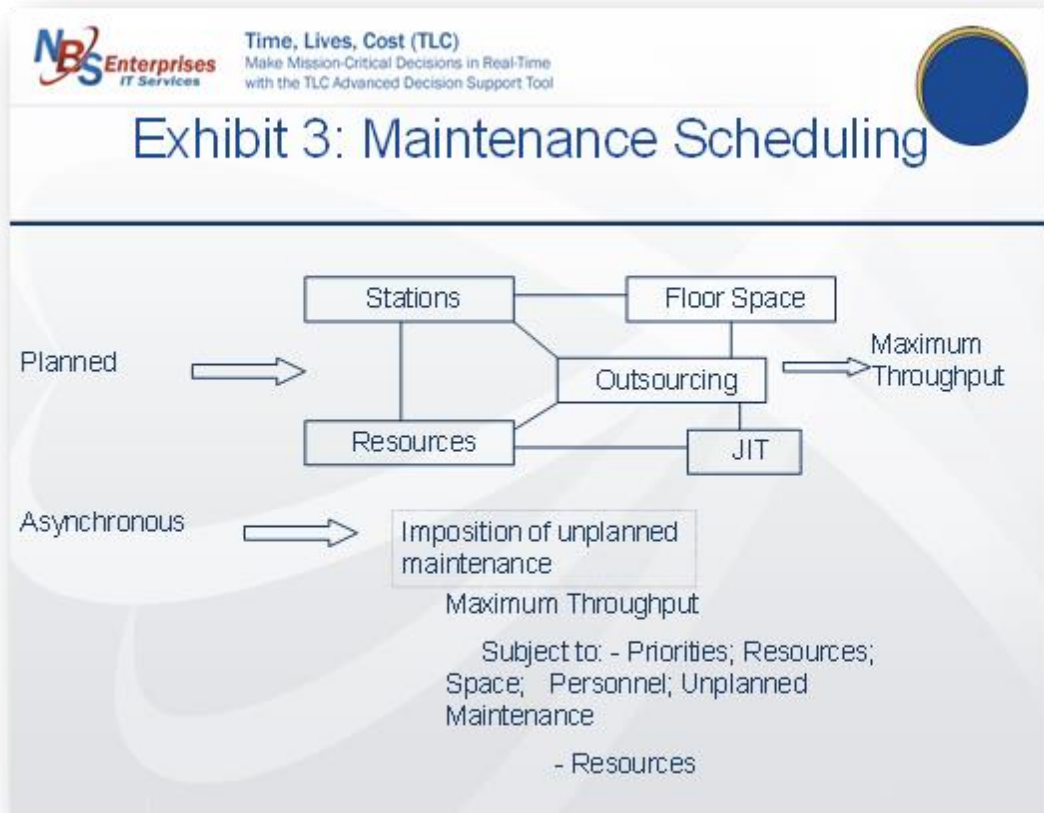 NBS Enterprises
IT Services
Time, Lives, Cost (TLC)
Make Mission-Critical Decisions in Real-Time
with the TLC Advanced Decision Support Tool
Exhibit 3: Maintenance Scheduling
Stations
Floor Space
Planned
Outsourcing
Maximum
Throughput
Resources
JIT
Asynchronous
Imposition of unplanned
maintenance
Maximum Throughput
Subject to: - Priorities; Resources;
Space; Personnel; Unplanned
Maintenance
- Resources